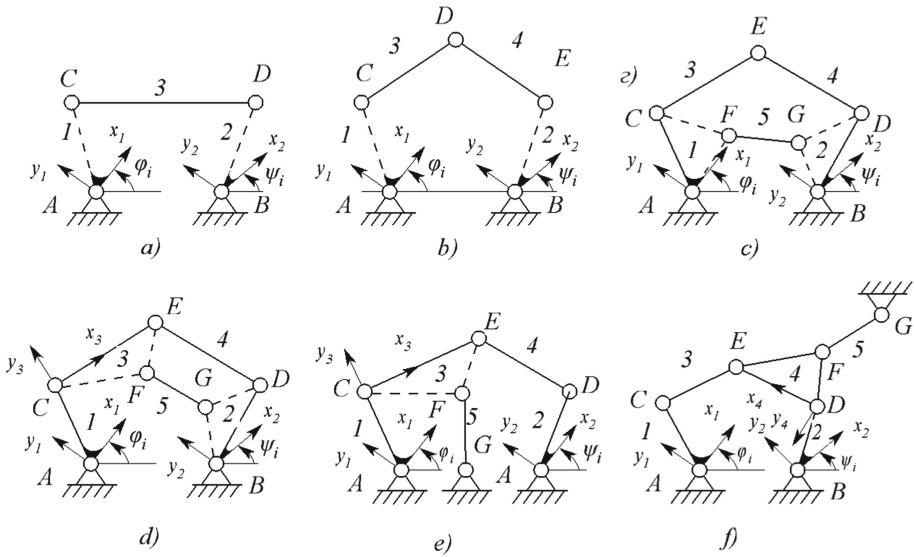 C 3 D
1 x1 2 x2
y1 φi y2 ψi
A B
a)
D
3 4
C E
1 x1 2 x2
y1 φi y2 ψi
A B
b)
г) E
3 4
C F 5 G D
1 x1 2 x2
y1 φi y2 ψi
A B
c)
E
x3 4
y3 3 G
C F D
1 x1 5 2 x2
y1 φi y2 ψi
A B
d)
E
y3 x3 4
C 3 F D
1 x1 5 2 x2
y1 φi G y2 ψi
A A
e)
G
3 E 5
C 4 F
x4 D
1 x1 y2 y4 2 x2
y1 φi ψi
A B
f)